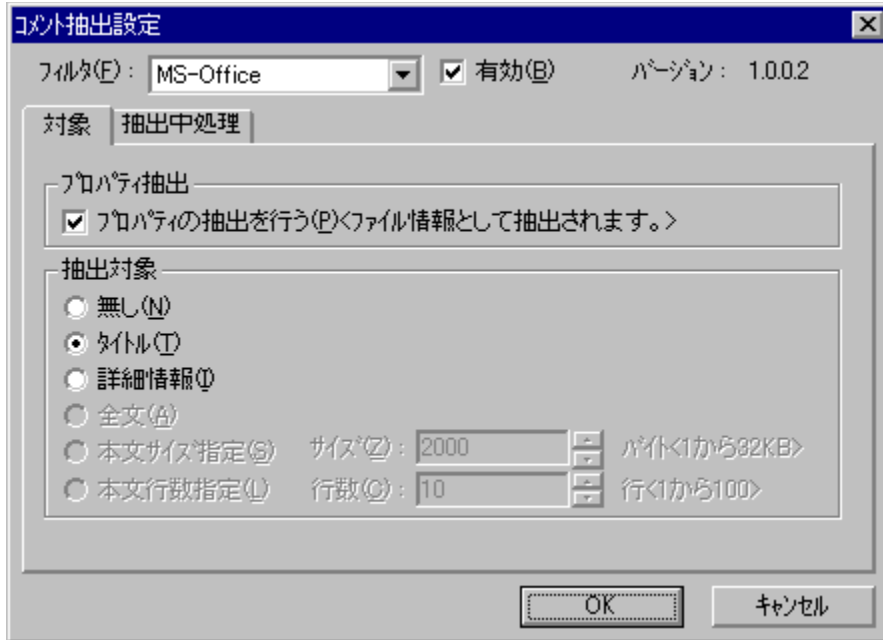 ｺﾒﾝﾄ抽出設定
ﾌｨﾙﾀ(F)： MS-Office 有効(B) ﾊﾞｰｼﾞｮﾝ： 1.0.0.2
対象 抽出中処理
ﾌﾟﾛﾊﾟﾃｨ抽出
ﾌﾟﾛﾊﾟﾃｨの抽出を行う(P)<ﾌｧｲﾙ情報として抽出されます。>
抽出対象
無し(N)
ﾀｲﾄﾙ(T)
詳細情報(I)
全文(A)
本文ｻｲｽﾞ指定(S) ｻｲｽﾞ(Z)： 2000 ﾊﾞｲﾄ<1から32KB>
本文行数指定(L) 行数(C)： 10 行<1から100>
OK ｷｬﾝｾﾙ